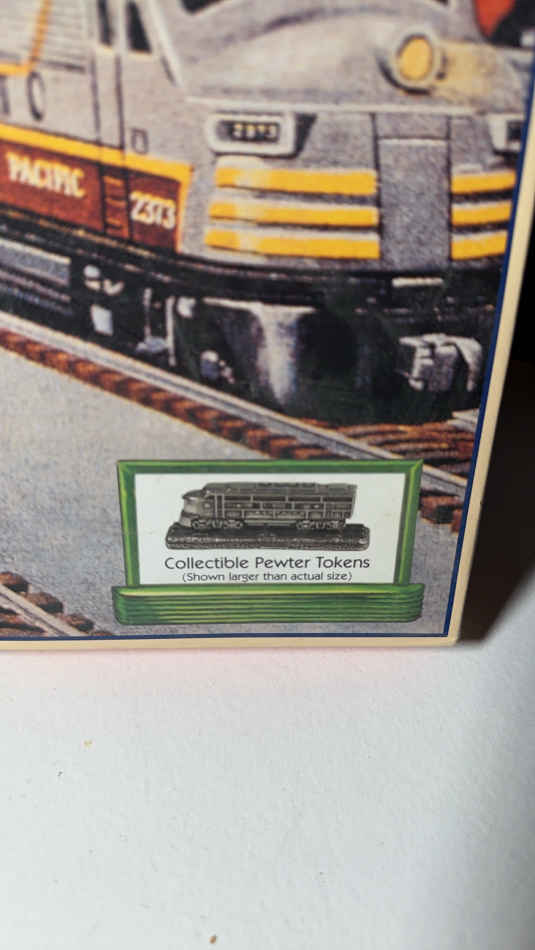 2373
PACIFIC
2373
Collectible Pewter Tokens
(Shown larger than actual size)